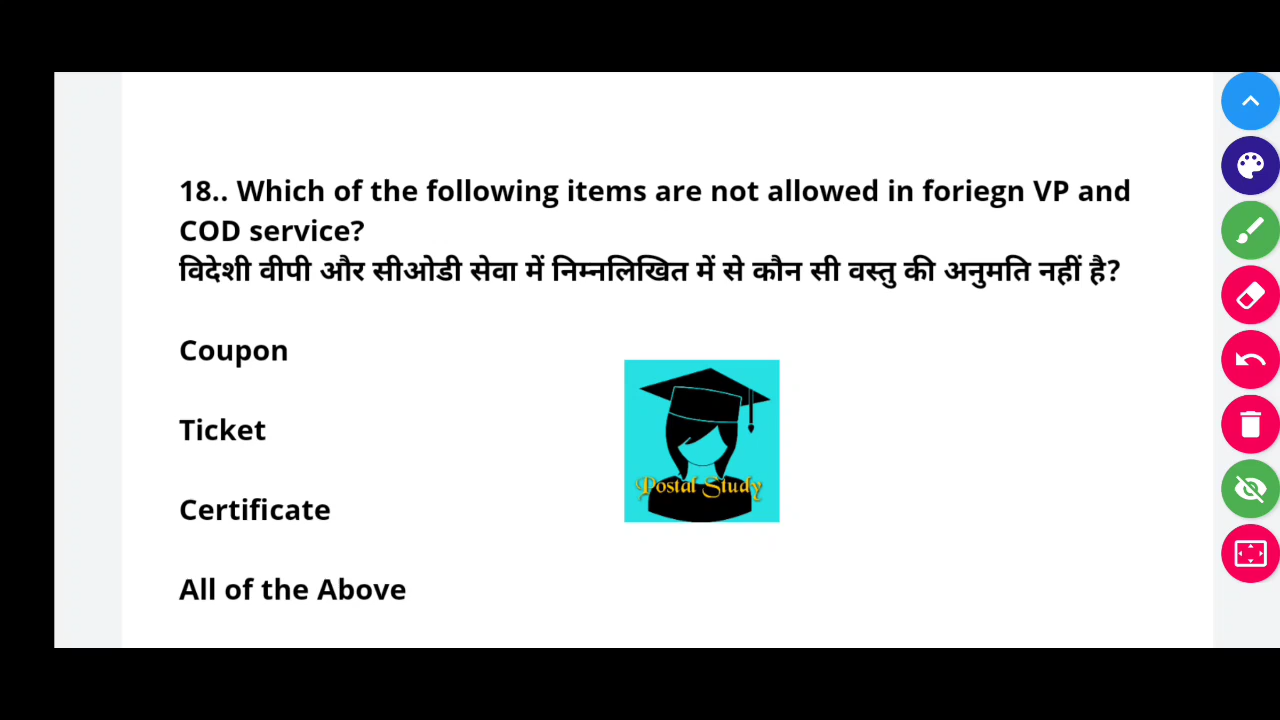 18.. Which of the following items are not allowed in foriegn VP and
COD service?
विदेशी वीपी और सीओडी सेवा में निम्नलिखित में से कौन सी वस्तु की अनुमति नहीं है?
Coupon
Ticket
Postal Study
Certificate
All of the Above